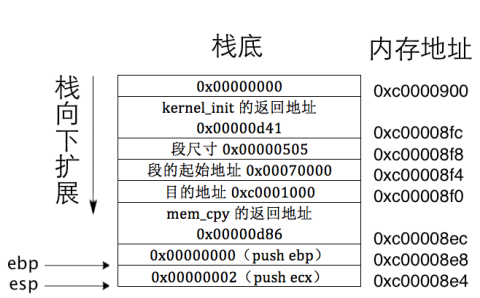 栈底 内存地址
栈向下扩展
0x00000000 0xc0000900
kernel_init 的返回地址
0x00000d41 0xc00008fc
段尺寸 0x00000505 0xc00008f8
段的起始地址 0x00070000 0xc00008f4
目的地址 0xc0001000 0xc00008f0
mem_cpy 的返回地址
0x00000d86 0xc00008ec
ebp 0x00000000（push ebp） 0xc00008e8
esp 0x00000002（push ecx） 0xc00008e4